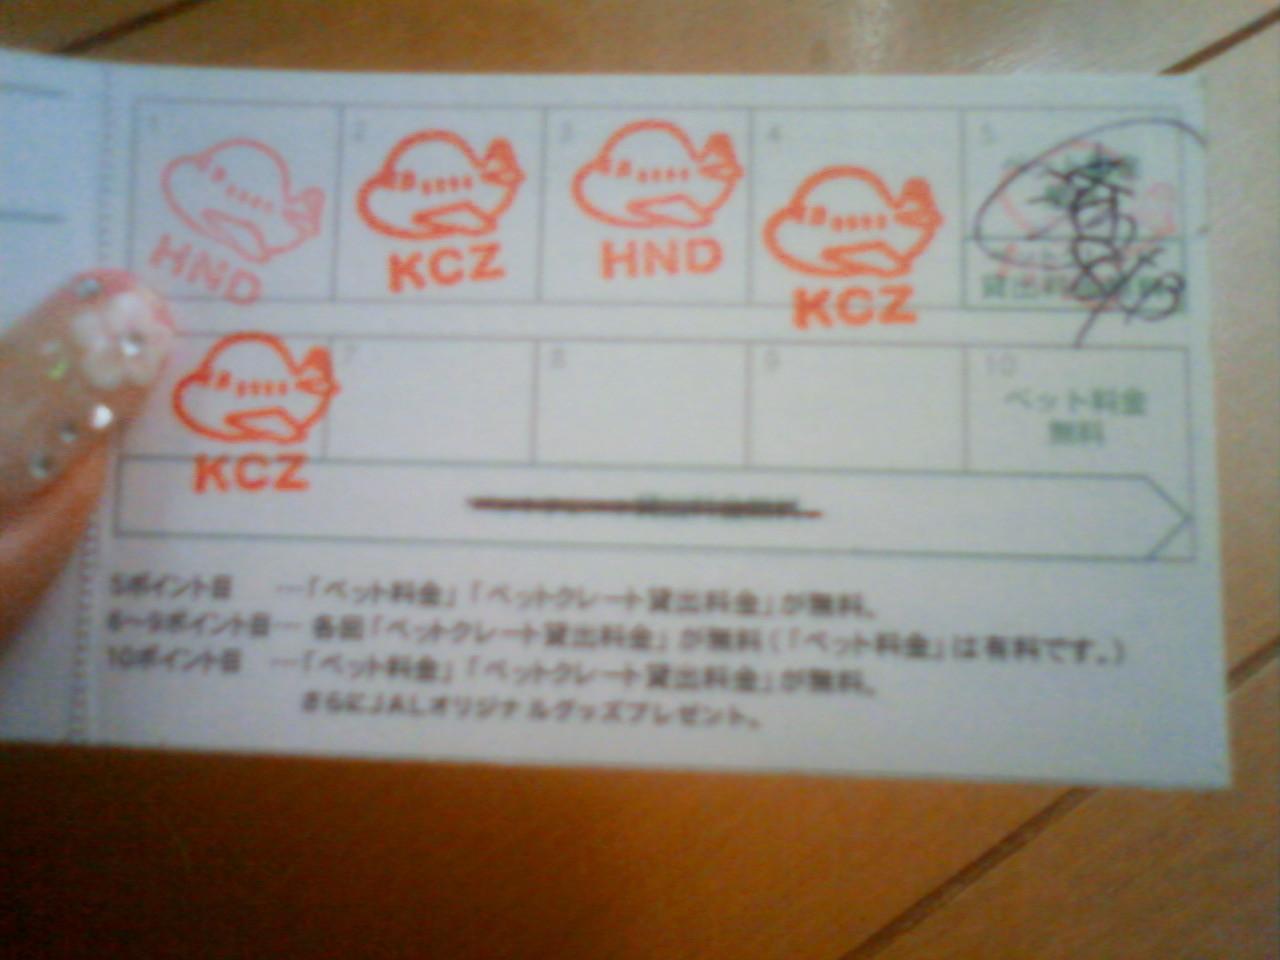 1 2 3 4 5
HND KCZ HND KCZ
済
8/13
貸出料
KCZ
7 8 9 10
ペット料金
無料
5ポイント目 …「ペット料金」「ペットクレート貸出料金」が無料。
6～9ポイント目… 各回「ペットクレート貸出料金」が無料(「ペット料金」は有料です。)
10ポイント目 …「ペット料金」「ペットクレート貸出料金」が無料。
さらにJALオリジナルグッズプレゼント。